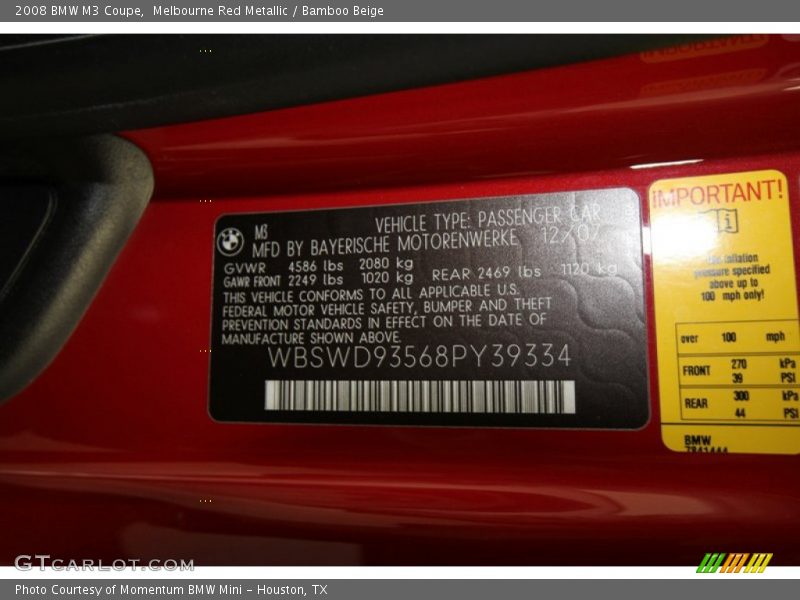 2008 BMW M3 Coupe, Melbourne Red Metallic / Bamboo Beige
M3
VEHICLE TYPE: PASSENGER CAR
MFD BY BAYERISCHE MOTORENWERKE 12/07
GVWR 4586 lbs 2080 kg
GAWR FRONT 2249 lbs 1020 kg REAR 2469 lbs 1120 kg
THIS VEHICLE CONFORMS TO ALL APPLICABLE U.S.
FEDERAL MOTOR VEHICLE SAFETY, BUMPER AND THEFT
PREVENTION STANDARDS IN EFFECT ON THE DATE OF
MANUFACTURE SHOWN ABOVE.
WBSWD93568PY39334
IMPORTANT!
i
Use inflation
pressure specified
above up to
100 mph only!
over 100 mph
FRONT 270 kPa
39 PSI
REAR 300 kPa
44 PSI
BMW
7841444
GTCARLOT.COM
Photo Courtesy of Momentum BMW Mini - Houston, TX